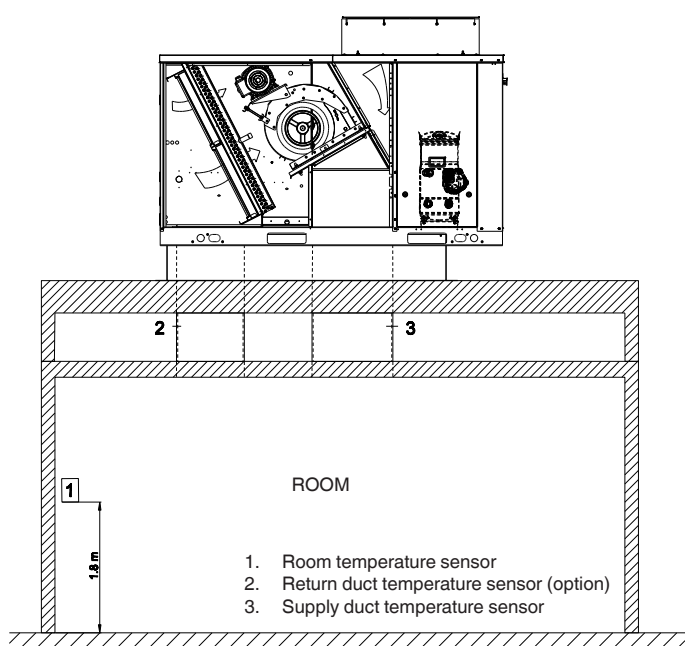 2
3
1
ROOM
1.8 m
1. Room temperature sensor
2. Return duct temperature sensor (option)
3. Supply duct temperature sensor